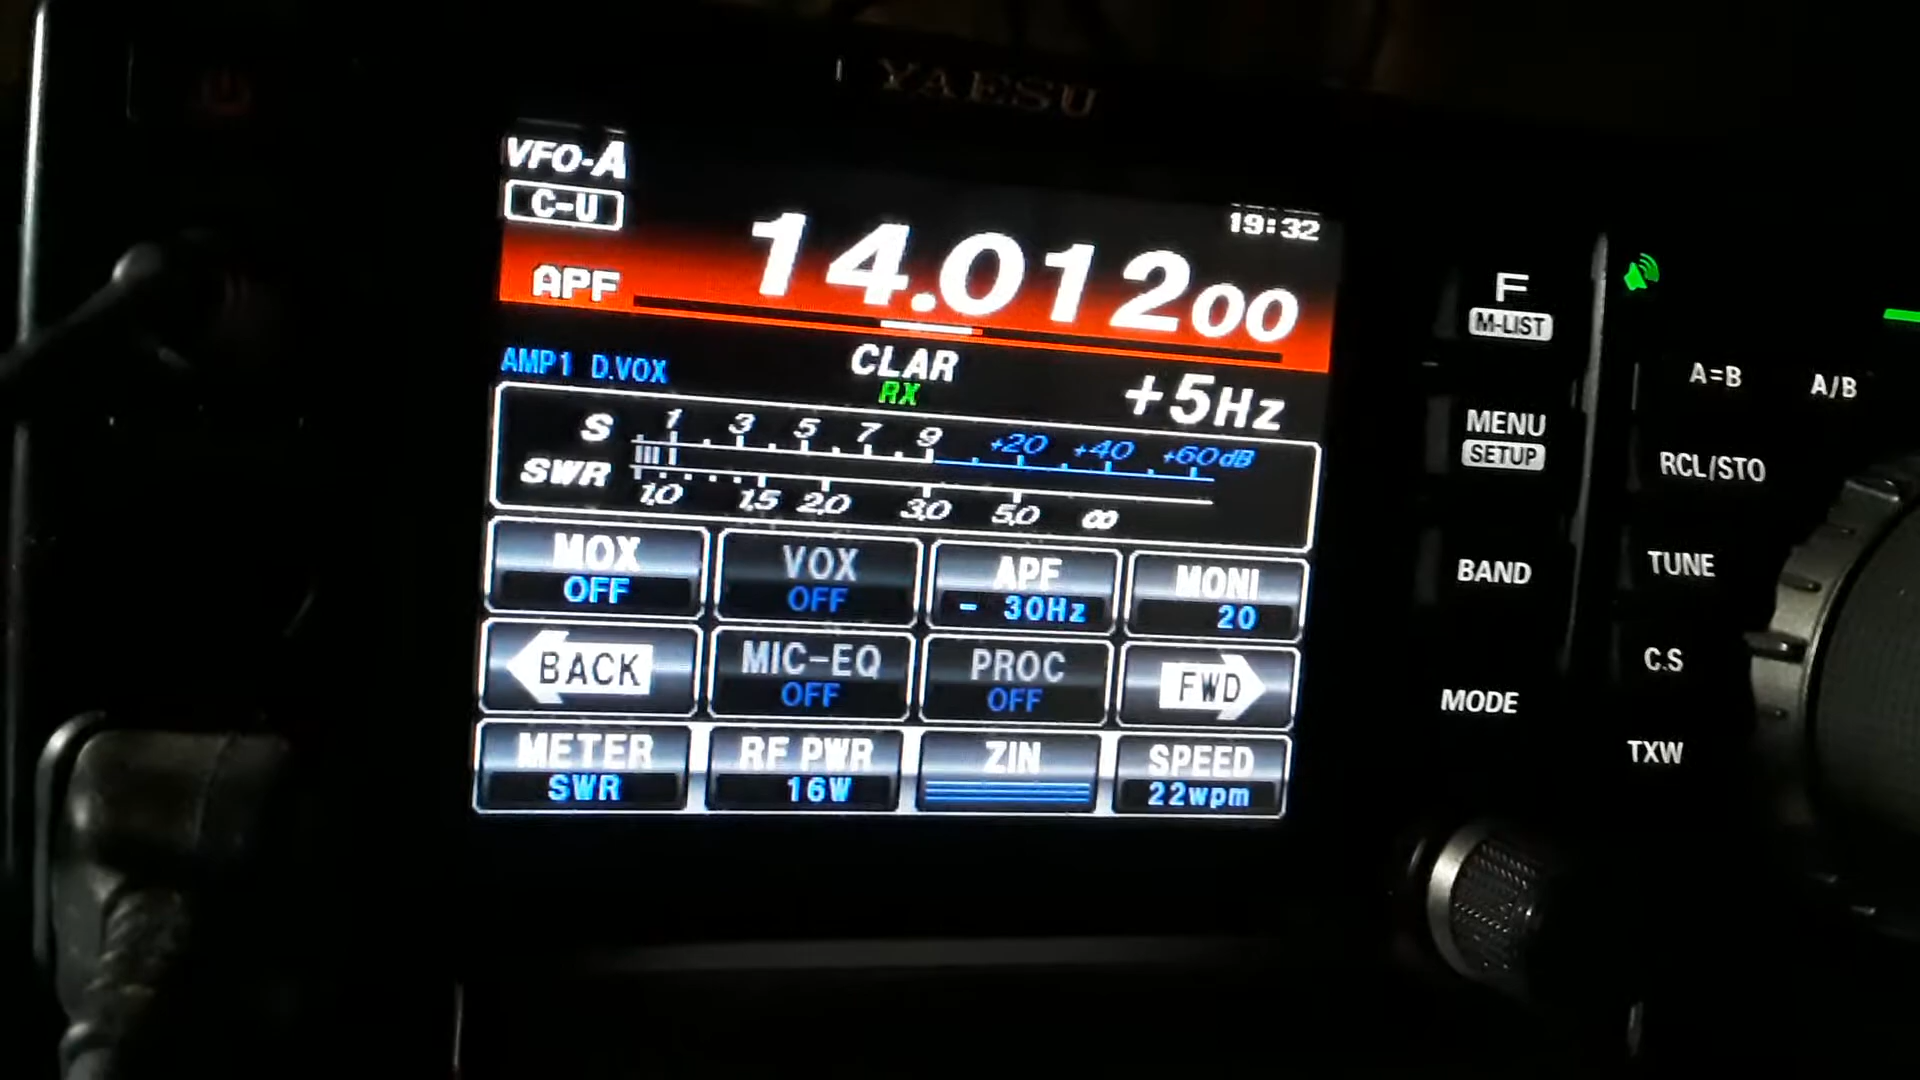 YAESU
VFO-A
C-U
19:32
14.01200
APF
AMP1 D.VOX
CLAR
RX
+5Hz
S 1 3 5 7 9 +20 +40 +60dB
SWR 1.0 1.5 2.0 3.0 5.0 ∞
MOX VOX APF MONI
OFF OFF - 30Hz 20
BACK MIC-EQ PROC FWD
OFF OFF
METER RF PWR ZIN SPEED
SWR 16W 22wpm
F
M-LIST
A=B A/B
MENU
SETUP
RCL/STO
BAND
TUNE
C.S
MODE
TXW